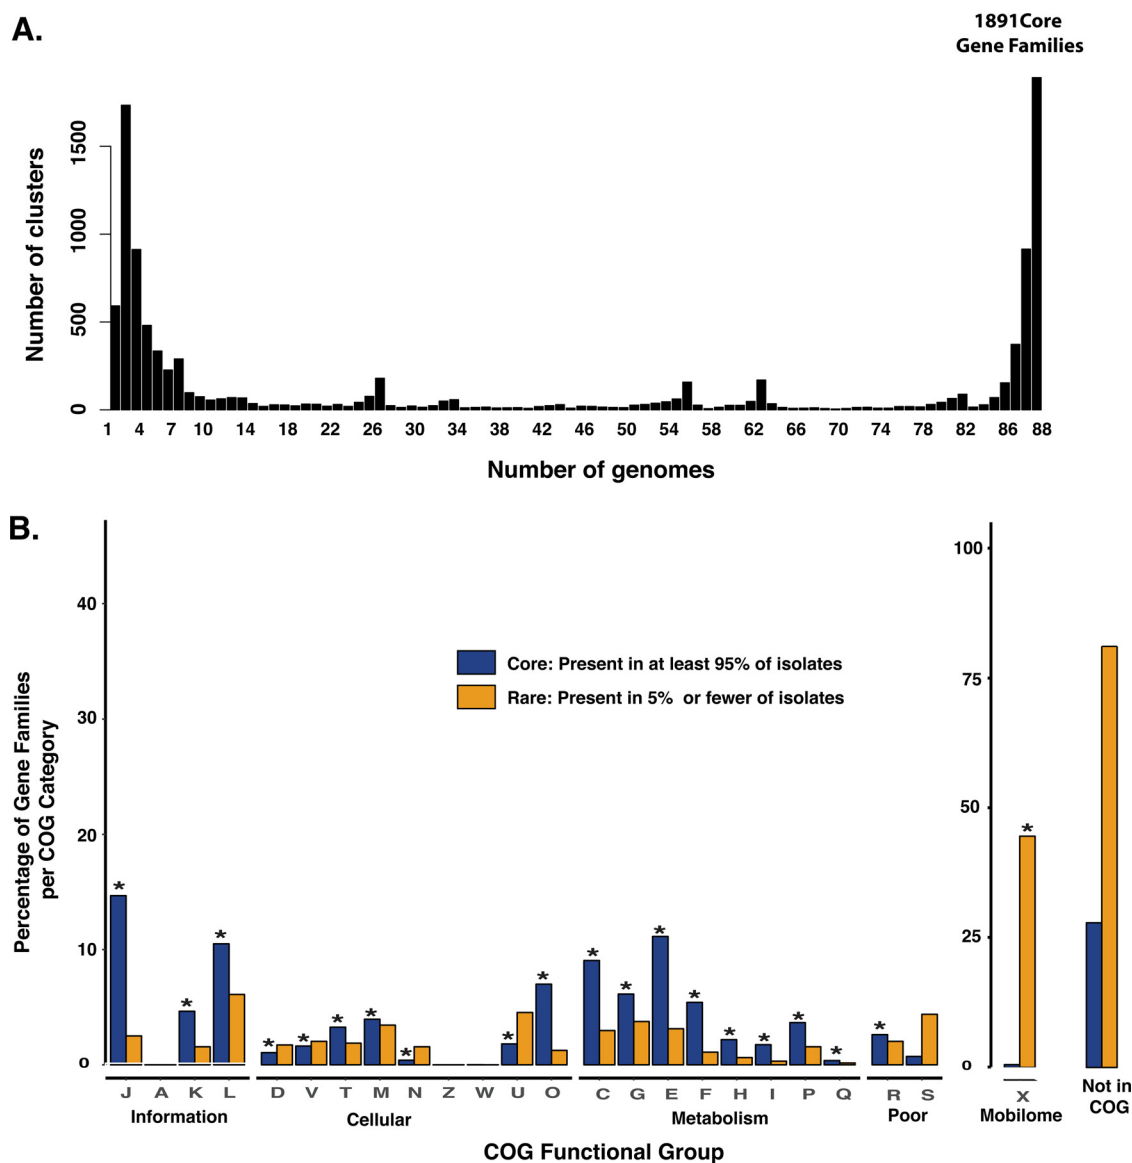 A.
1891Core
Gene Families
Number of clusters
1500
1000
500
0
1 4 7 10 14 18 22 26 30 34 38 42 46 50 54 58 62 66 70 74 78 82 86 88
Number of genomes
B.
Percentage of Gene Families
per COG Category
40
30
20
10
0
Core: Present in at least 95% of isolates
Rare: Present in 5% or fewer of isolates
100
75
50
25
0
* * * * * * * * * * * * * * * * * * * * *
J A K L D V T M N Z W U O C G E F H I P Q R S X
Information Cellular Metabolism Poor Mobilome
Not in
COG
COG Functional Group